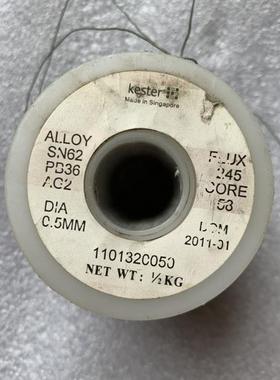 kester
Made in Singapore
ALLOY
SN62
PB36
AG2
DIA
0.5MM
FLUX
245
CORE
58
DOM
2011-01
1101320050
NET WT: ½KG